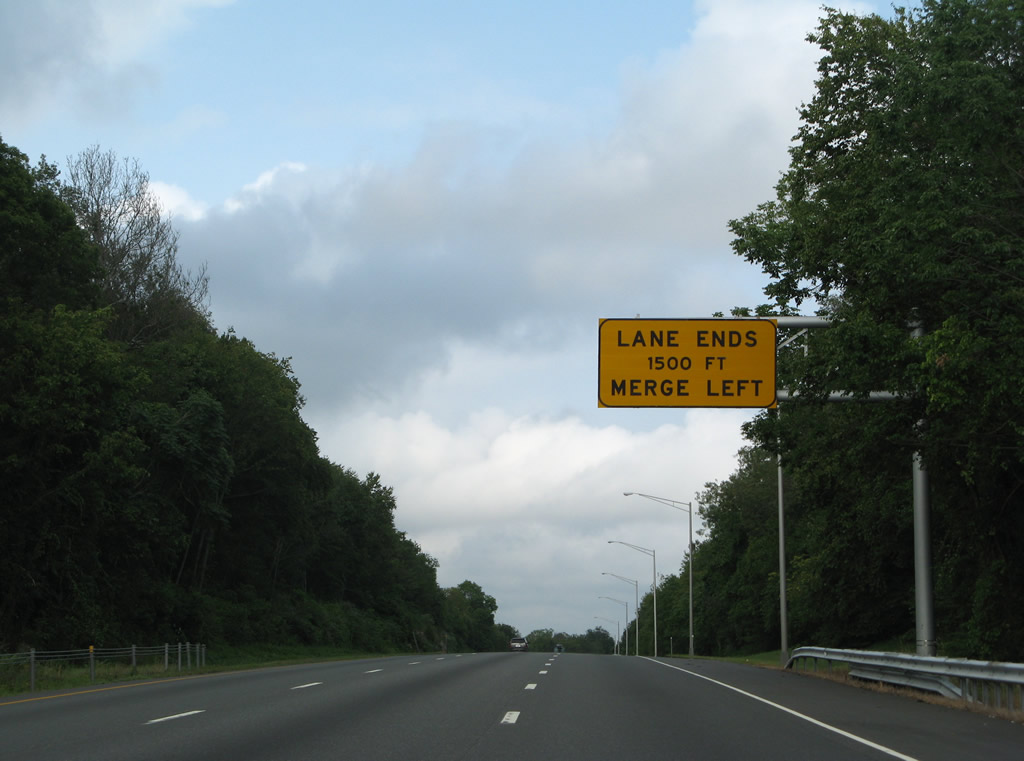 LANE ENDS
1500 FT
MERGE LEFT